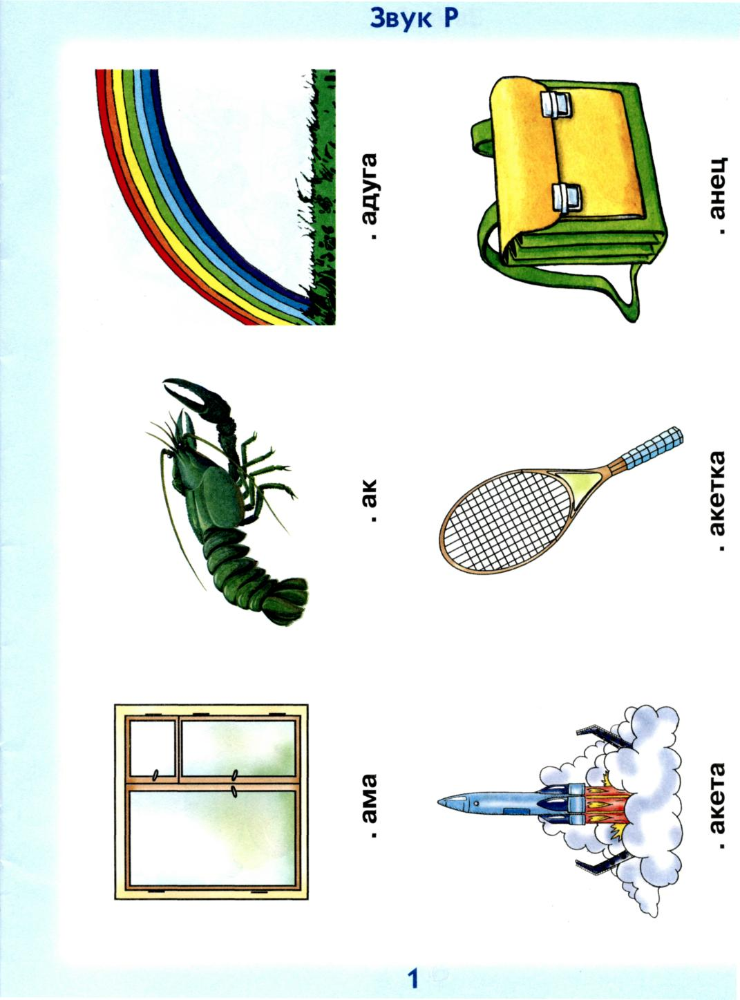 Звук Р
. ама
. ак
. адуга
. акета
. акетка
. анец
1